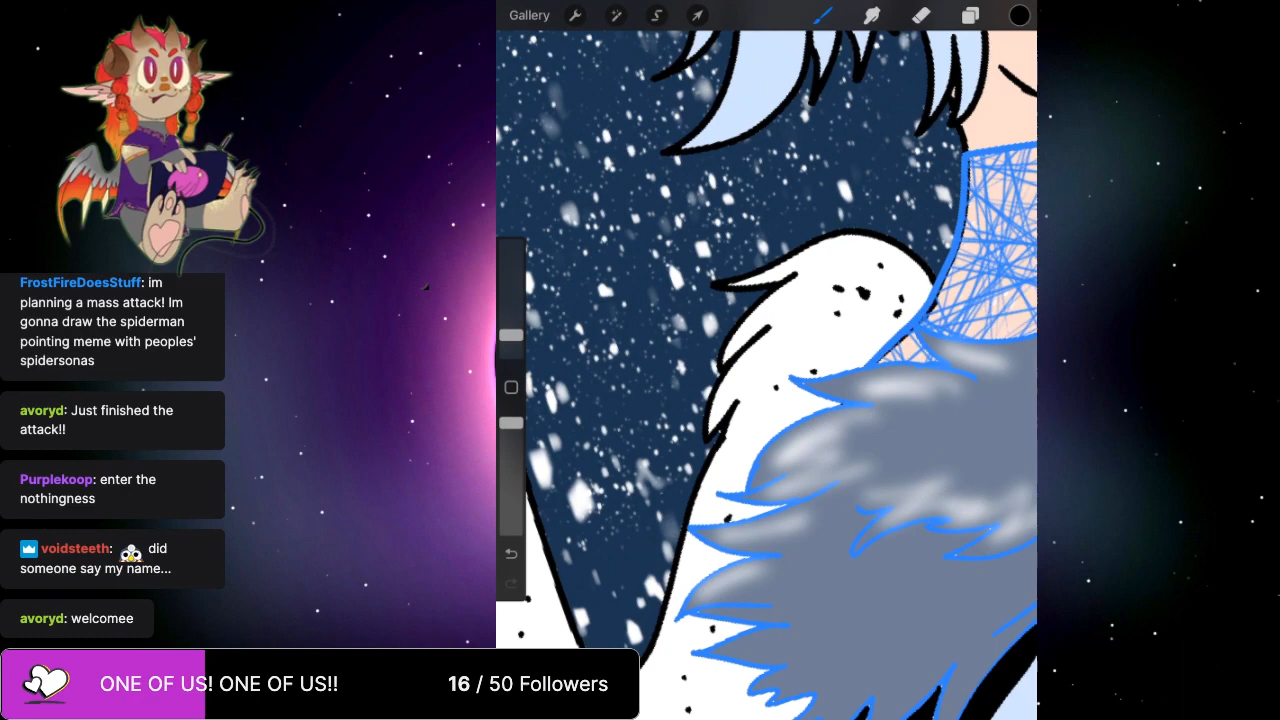 Gallery
FrostFireDoesStuff: im
planning a mass attack! Im
gonna draw the spiderman
pointing meme with peoples'
spidersonas
avoryd: Just finished the
attack!!
Purplekoop: enter the
nothingness
voidsteeth: did
someone say my name...
avoryd: welcomee
ONE OF US! ONE OF US!! 16 / 50 Followers